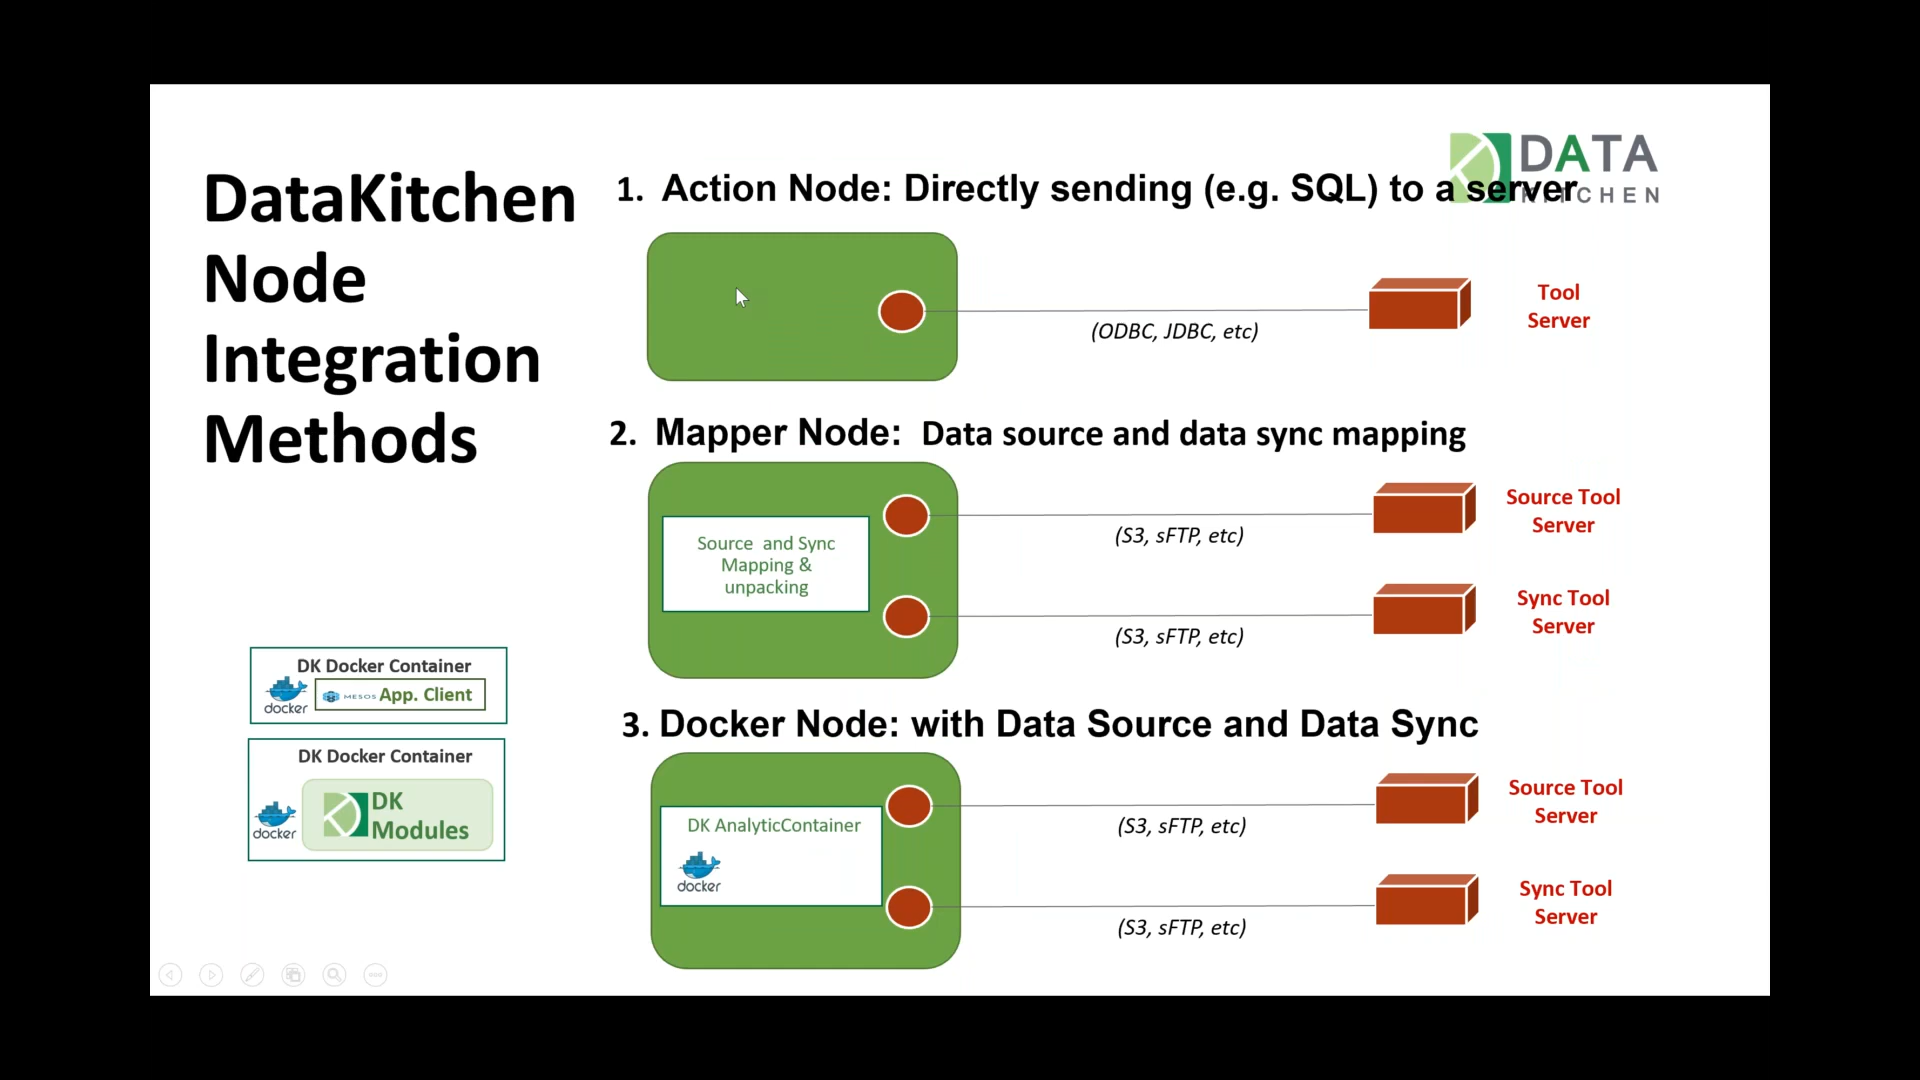 DataKitchen
Node
Integration
Methods
DATA
KITCHEN
1. Action Node: Directly sending (e.g. SQL) to a server
(ODBC, JDBC, etc)
Tool
Server
2. Mapper Node: Data source and data sync mapping
Source and Sync
Mapping &
unpacking
(S3, sFTP, etc)
Source Tool
Server
(S3, sFTP, etc)
Sync Tool
Server
DK Docker Container
docker
MESOS App. Client
DK Docker Container
docker
DK
Modules
3. Docker Node: with Data Source and Data Sync
DK AnalyticContainer
docker
(S3, sFTP, etc)
Source Tool
Server
(S3, sFTP, etc)
Sync Tool
Server